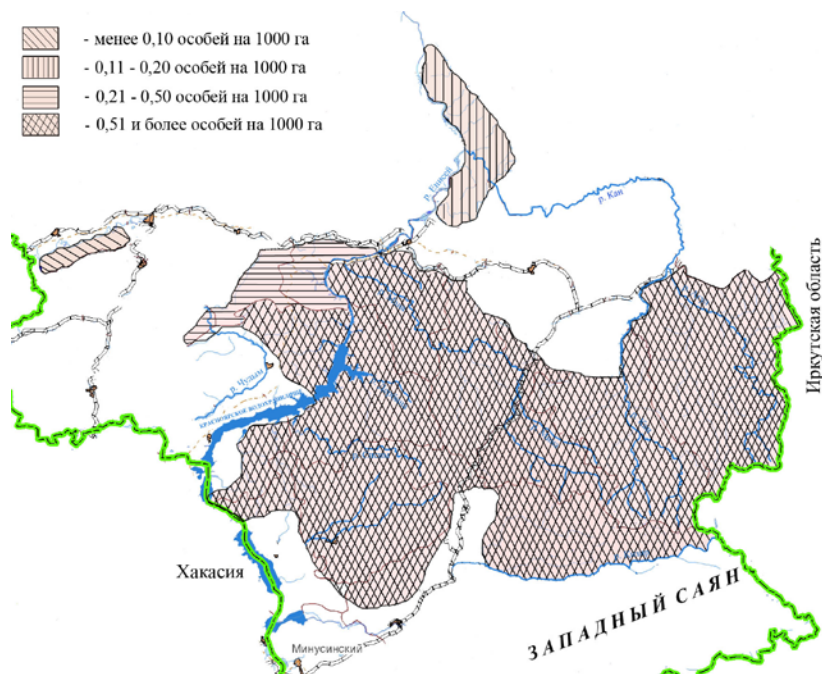 - менее 0,10 особей на 1000 га
- 0,11 - 0,20 особей на 1000 га
- 0,21 - 0,50 особей на 1000 га
- 0,51 и более особей на 1000 га
р. Енисей
р. Кан
Иркутская область
р. Чулым
КРАСНОЯРСКОЕ ВОДОХРАНИЛИЩЕ
Хакасия
ЗАПАДНЫЙ САЯН
Минусинский